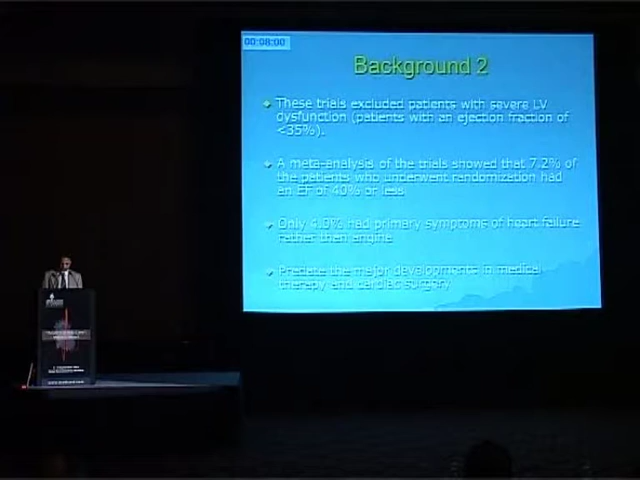 00:08:00
Background 2
These trials excluded patients with severe LV
dysfunction (patients with an ejection fraction of
<35%).
A meta-analysis of the trials showed that 7.2% of
the patients who underwent randomization had
an EF of 40% or less
Only 4.0% had primary symptoms of heart failure
rather than angina
Predate the major developments in medical
therapy and cardiac surgery